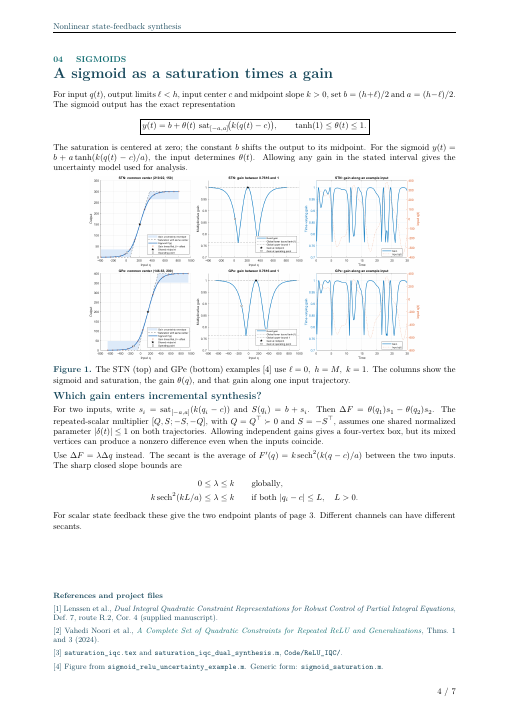 Nonlinear state-feedback synthesis
04 SIGMOIDS
A sigmoid as a saturation times a gain
For input q(t), output limits ℓ < h, input center c and midpoint slope k > 0, set b = (h+ℓ)/2 and a = (h−ℓ)/2.
The sigmoid output has the exact representation
y(t) = b + θ(t) sat[−a,a](k(q(t) − c)), tanh(1) ≤ θ(t) ≤ 1.
The saturation is centered at zero; the constant b shifts the output to its midpoint. For the sigmoid y(t) =
b + a tanh(k(q(t) − c)/a), the input determines θ(t). Allowing any gain in the stated interval gives the
uncertainty model used for analysis.
Figure 1. The STN (top) and GPe (bottom) examples [4] use ℓ = 0, h = M, k = 1. The columns show the
sigmoid and saturation, the gain θ(q), and that gain along one input trajectory.
Which gain enters incremental synthesis?
For two inputs, write sᵢ = sat[−a,a](k(qᵢ − c)) and S(qᵢ) = b + sᵢ. Then ΔF = θ(q₁)s₁ − θ(q₂)s₂. The
repeated-scalar multiplier [Q, S; −S, −Q], with Q = Q⊤ ≻ 0 and S = −S⊤, assumes one shared normalized
parameter |δ(t)| ≤ 1 on both trajectories. Allowing independent gains gives a four-vertex box, but its mixed
vertices can produce a nonzero difference even when the inputs coincide.
Use ΔF = λΔq instead. The secant is the average of F′(q) = k sech²(k(q − c)/a) between the two inputs.
The sharp closed slope bounds are
0 ≤ λ ≤ k globally,
k sech²(kL/a) ≤ λ ≤ k if both |qᵢ − c| ≤ L, L > 0.
For scalar state feedback these give the two endpoint plants of page 3. Different channels can have different
secants.
References and project files
[1] Lenssen et al., Dual Integral Quadratic Constraint Representations for Robust Control of Partial Integral Equations,
Def. 7, route R.2, Cor. 4 (supplied manuscript).
[2] Vahedi Noori et al., A Complete Set of Quadratic Constraints for Repeated ReLU and Generalizations, Thms. 1
and 3 (2024).
[3] saturation_iqc.tex and saturation_iqc_dual_synthesis.m, Code/ReLU_IQC/.
[4] Figure from sigmoid_relu_uncertainty_example.m. Generic form: sigmoid_saturation.m.
4 / 7